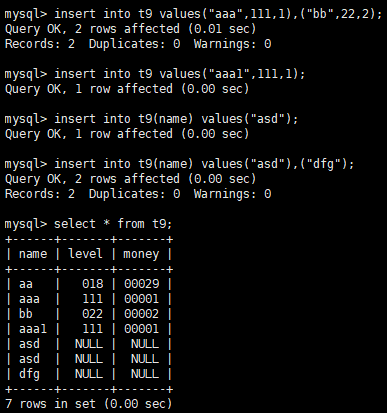 mysql> insert into t9 values("aaa",111,1),("bb",22,2);
Query OK, 2 rows affected (0.01 sec)
Records: 2  Duplicates: 0  Warnings: 0

mysql> insert into t9 values("aaa1",111,1);
Query OK, 1 row affected (0.00 sec)

mysql> insert into t9(name) values("asd");
Query OK, 1 row affected (0.00 sec)

mysql> insert into t9(name) values("asd"),("dfg");
Query OK, 2 rows affected (0.00 sec)
Records: 2  Duplicates: 0  Warnings: 0

mysql> select * from t9;
+------+-------+-------+
| name | level | money |
+------+-------+-------+
| aa   |   018 | 00029 |
| aaa  |   111 | 00001 |
| bb   |   022 | 00002 |
| aaa1 |   111 | 00001 |
| asd  |  NULL |  NULL |
| asd  |  NULL |  NULL |
| dfg  |  NULL |  NULL |
+------+-------+-------+
7 rows in set (0.00 sec)